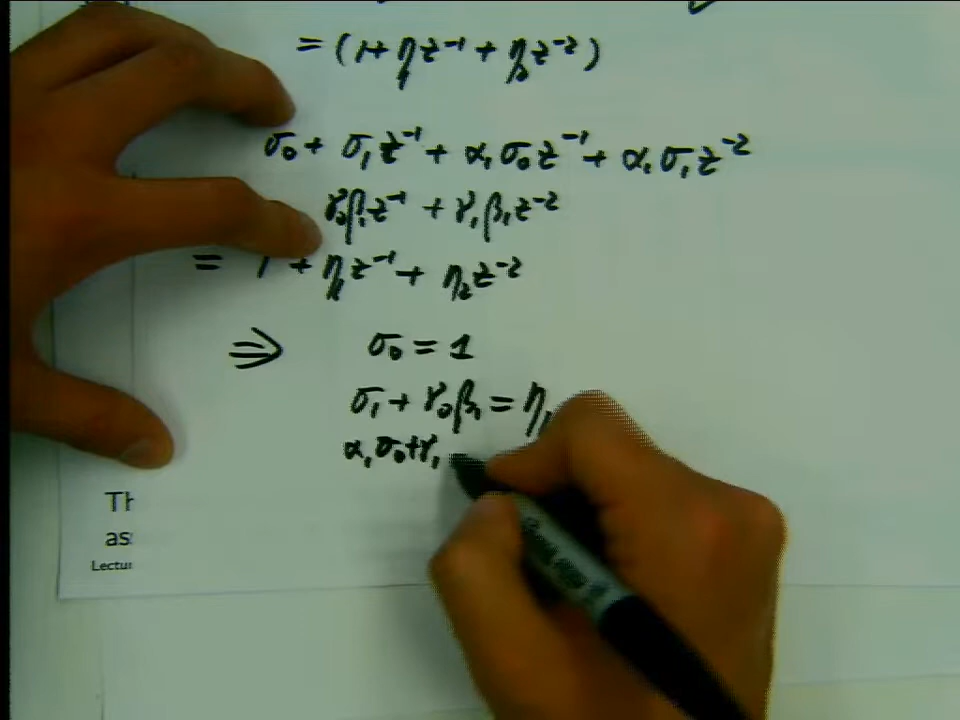 = (1 + η₁z⁻¹ + η₂z⁻²)
σ₀ + σ₁z⁻¹ + α₁σ₀z⁻¹ + α₁σ₁z⁻²
γ₀β₁z⁻¹ + γ₁β₁z⁻²
= 1 + η₁z⁻¹ + η₂z⁻²
⇒ σ₀ = 1
σ₁ + γ₀β₁ = η₁
α₁σ₀+γ₁
Th
as
Lectur